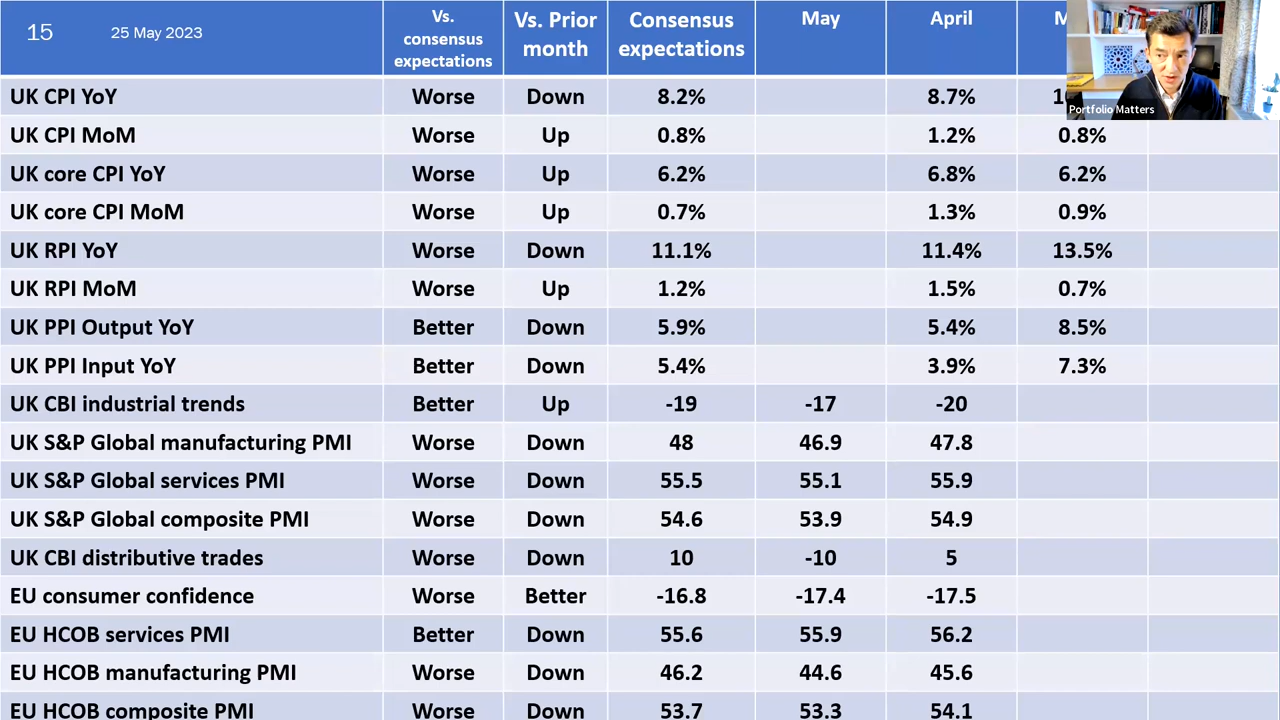 15 25 May 2023 Vs. consensus expectations Vs. Prior month Consensus expectations May April
Portfolio Matters
UK CPI YoY Worse Down 8.2% 8.7%
UK CPI MoM Worse Up 0.8% 1.2% 0.8%
UK core CPI YoY Worse Up 6.2% 6.8% 6.2%
UK core CPI MoM Worse Up 0.7% 1.3% 0.9%
UK RPI YoY Worse Down 11.1% 11.4% 13.5%
UK RPI MoM Worse Up 1.2% 1.5% 0.7%
UK PPI Output YoY Better Down 5.9% 5.4% 8.5%
UK PPI Input YoY Better Down 5.4% 3.9% 7.3%
UK CBI industrial trends Better Up -19 -17 -20
UK S&P Global manufacturing PMI Worse Down 48 46.9 47.8
UK S&P Global services PMI Worse Down 55.5 55.1 55.9
UK S&P Global composite PMI Worse Down 54.6 53.9 54.9
UK CBI distributive trades Worse Down 10 -10 5
EU consumer confidence Worse Better -16.8 -17.4 -17.5
EU HCOB services PMI Better Down 55.6 55.9 56.2
EU HCOB manufacturing PMI Worse Down 46.2 44.6 45.6
EU HCOB composite PMI Worse Down 53.7 53.3 54.1